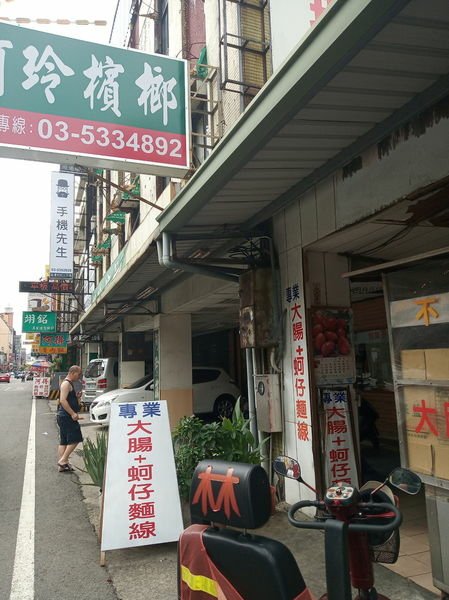 玲檳榔
專線:03-5334892
手機先生
翊銘
專業
大腸+蚵仔麵線
專業
大腸+蚵仔麵線
專業
大腸+蚵仔麵線
林
不
大腸